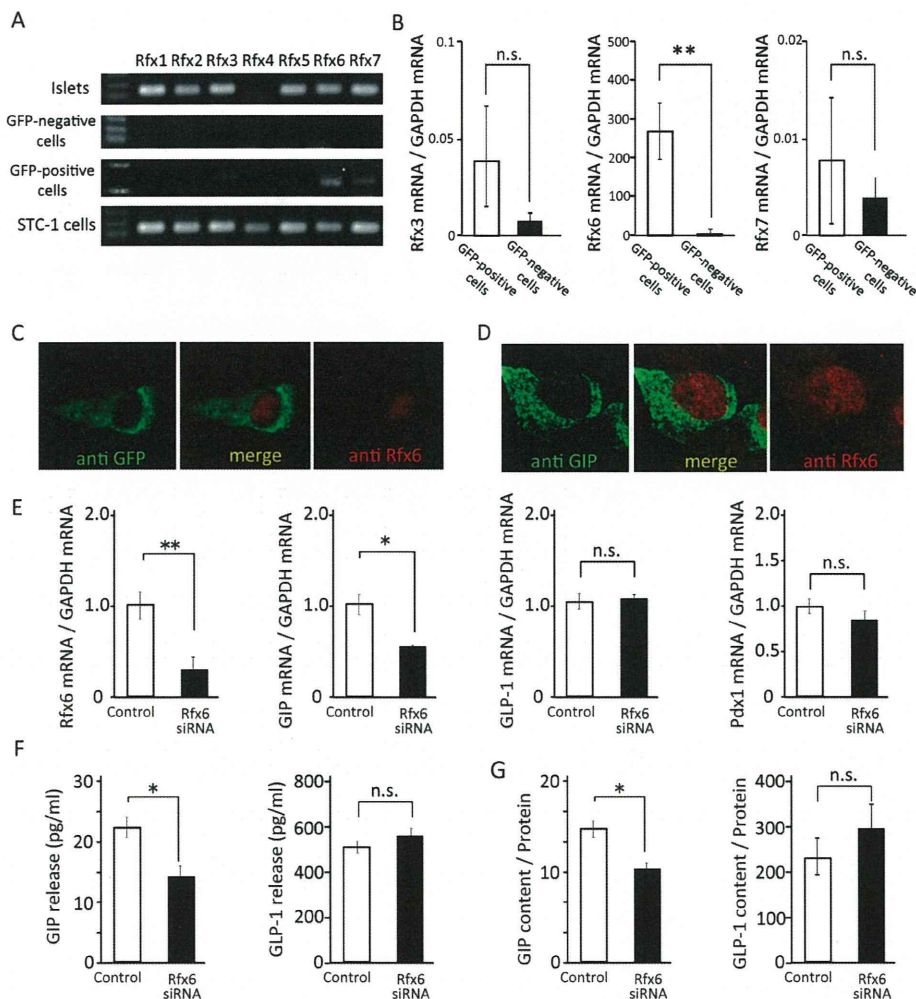 A
Rfx1 Rfx2 Rfx3 Rfx4 Rfx5 Rfx6 Rfx7
Islets
GFP-negative
cells
GFP-positive
cells
STC-1 cells
B
Rfx3 mRNA / GAPDH mRNA
0.1
0.05
0
n.s.
GFP-positive
cells
GFP-negative
cells
Rfx6 mRNA / GAPDH mRNA
500
400
300
200
100
0
**
GFP-positive
cells
GFP-negative
cells
Rfx7 mRNA / GAPDH mRNA
0.02
0.01
0
n.s.
GFP-positive
cells
GFP-negative
cells
C
anti GFP
merge
anti Rfx6
D
anti GIP
merge
anti Rfx6
E
Rfx6 mRNA / GAPDH mRNA
2.0
1.0
0
**
Control
Rfx6
siRNA
GIP mRNA / GAPDH mRNA
2.0
1.0
0
*
Control
Rfx6
siRNA
GLP-1 mRNA / GAPDH mRNA
2.0
1.0
0
n.s.
Control
Rfx6
siRNA
Pdx1 mRNA / GAPDH mRNA
2.0
1.0
0.5
0
n.s.
Control
Rfx6
siRNA
F
GIP release (pg/ml)
30
20
10
0
*
Control
Rfx6
siRNA
GLP-1 release (pg/ml)
800
600
400
200
0
n.s.
Control
Rfx6
siRNA
G
GIP content / Protein
20
10
0
*
Control
Rfx6
siRNA
GLP-1 content / Protein
400
300
200
100
0
n.s.
Control
Rfx6
siRNA